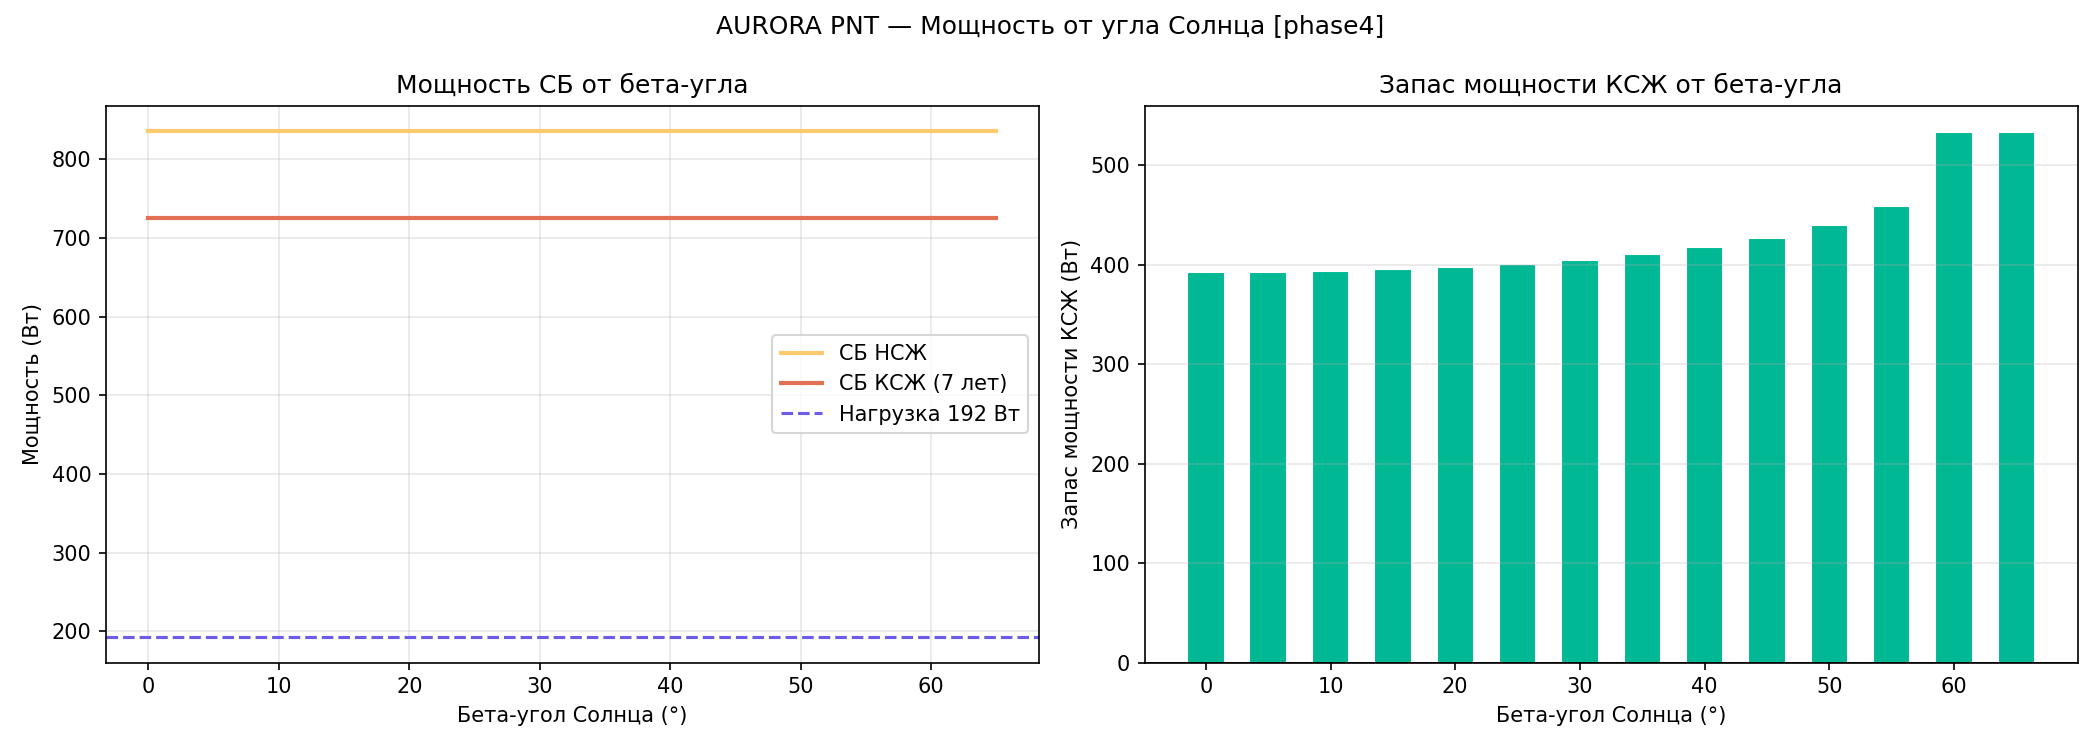 AURORA PNT — Мощность от угла Солнца [phase4]
Мощность СБ от бета-угла
Мощность (Вт)
800
700
600
500
400
300
200
СБ НСЖ
СБ КСЖ (7 лет)
Нагрузка 192 Вт
0 10 20 30 40 50 60
Бета-угол Солнца (°)
Запас мощности КСЖ от бета-угла
Запас мощности КСЖ (Вт)
500
400
300
200
100
0
0 10 20 30 40 50 60
Бета-угол Солнца (°)